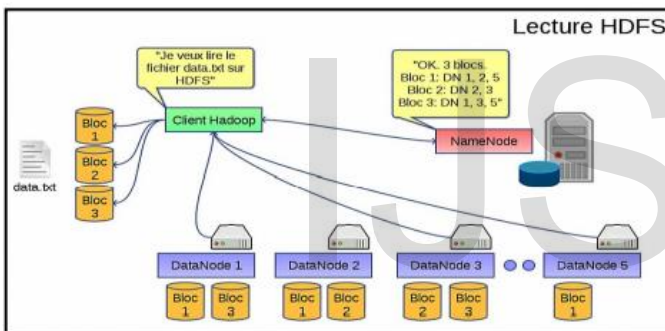 Lecture HDFS
"Je veux lire le
fichier data.txt sur
HDFS"
"OK. 3 blocs.
Bloc 1: DN 1, 2, 5
Bloc 2: DN 2, 3
Bloc 3: DN 1, 3, 5"
Client Hadoop
NameNode
Bloc
1
Bloc
2
Bloc
3
data.txt
DataNode 1
DataNode 2
DataNode 3
DataNode 5
Bloc
1
Bloc
3
Bloc
1
Bloc
2
Bloc
2
Bloc
3
Bloc
1
IJS